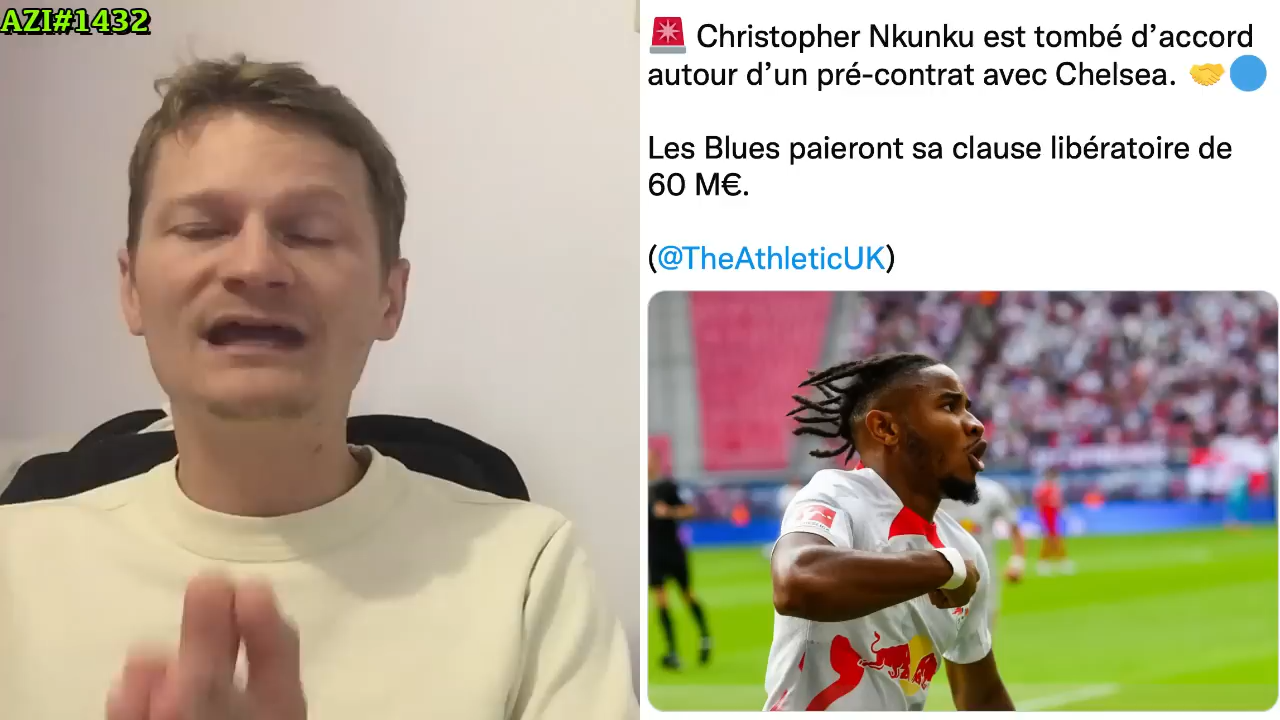 AZI#1432
🚨 Christopher Nkunku est tombé d’accord
autour d’un pré-contrat avec Chelsea. 🤝🔵
Les Blues paieront sa clause libératoire de
60 M€.
(@TheAthleticUK)